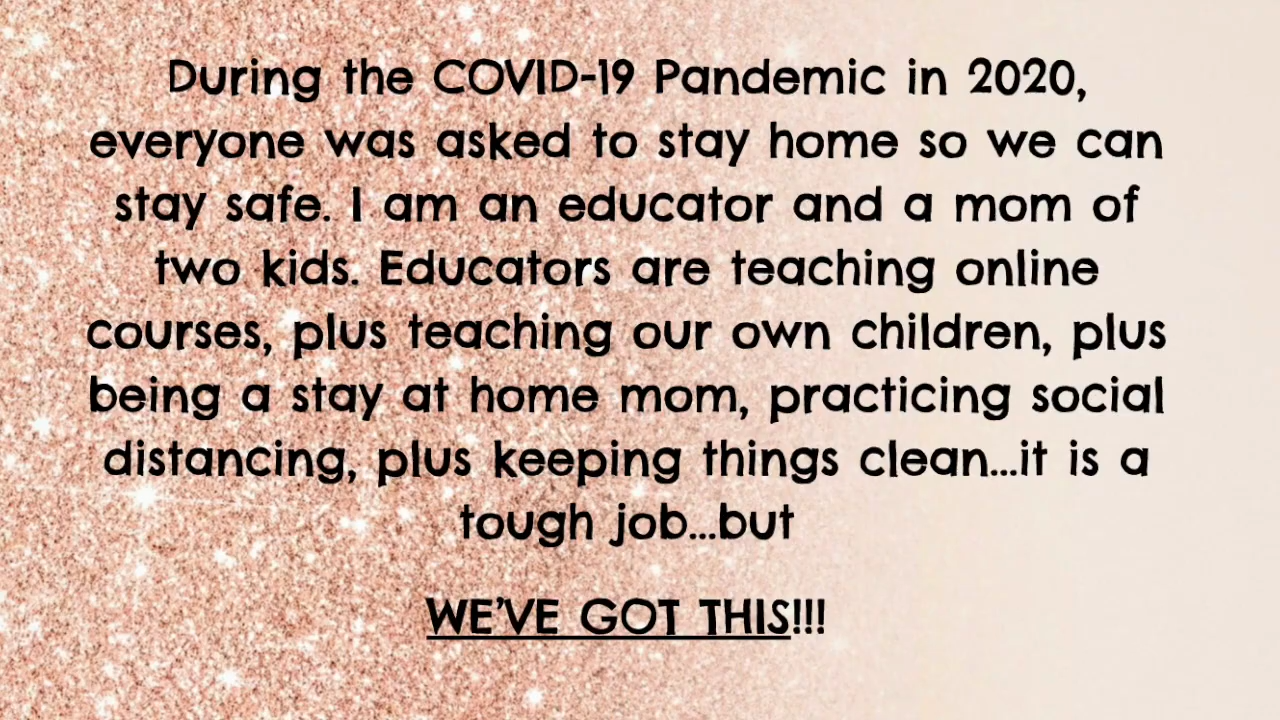 During the COVID-19 Pandemic in 2020,
everyone was asked to stay home so we can
stay safe. I am an educator and a mom of
two kids. Educators are teaching online
courses, plus teaching our own children, plus
being a stay at home mom, practicing social
distancing, plus keeping things clean...it is a
tough job...but
WE'VE GOT THIS!!!